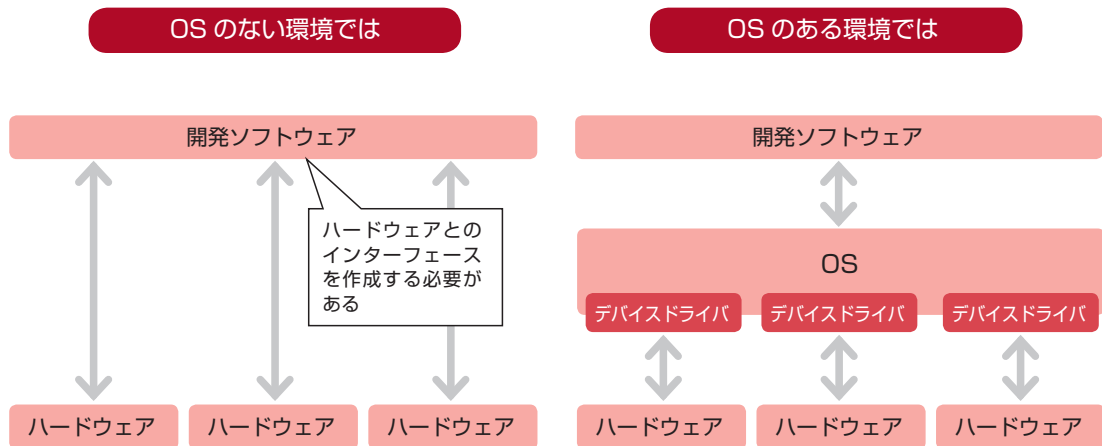 OS のない環境では
OS のある環境では
開発ソフトウェア
ハードウェアとの
インターフェース
を作成する必要が
ある
ハードウェア
ハードウェア
ハードウェア
開発ソフトウェア
OS
デバイスドライバ
デバイスドライバ
デバイスドライバ
ハードウェア
ハードウェア
ハードウェア